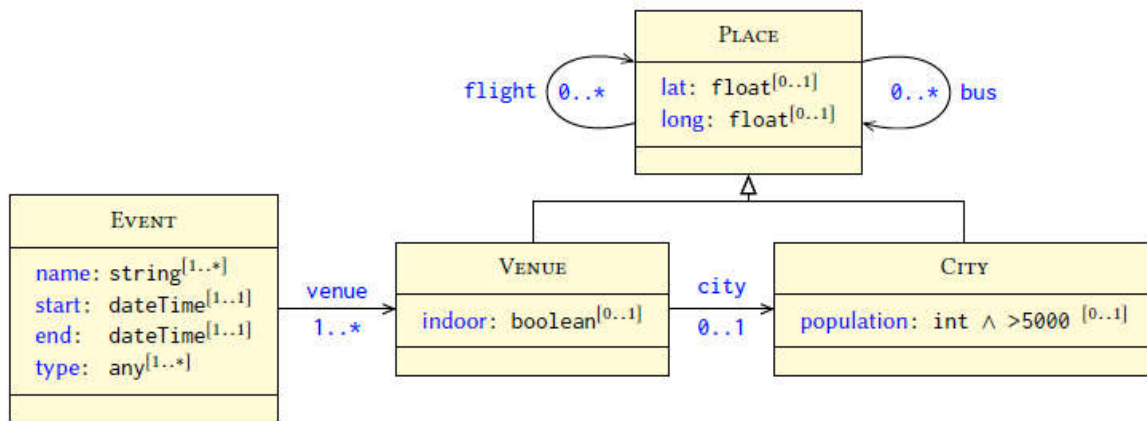 PLACE
lat: float[0..1]
long: float[0..1]
flight 0..*
0..* bus
EVENT
name: string[1..*]
start: dateTime[1..1]
end: dateTime[1..1]
type: any[1..*]
venue
1..*
VENUE
indoor: boolean[0..1]
city
0..1
CITY
population: int ∧ >5000 [0..1]